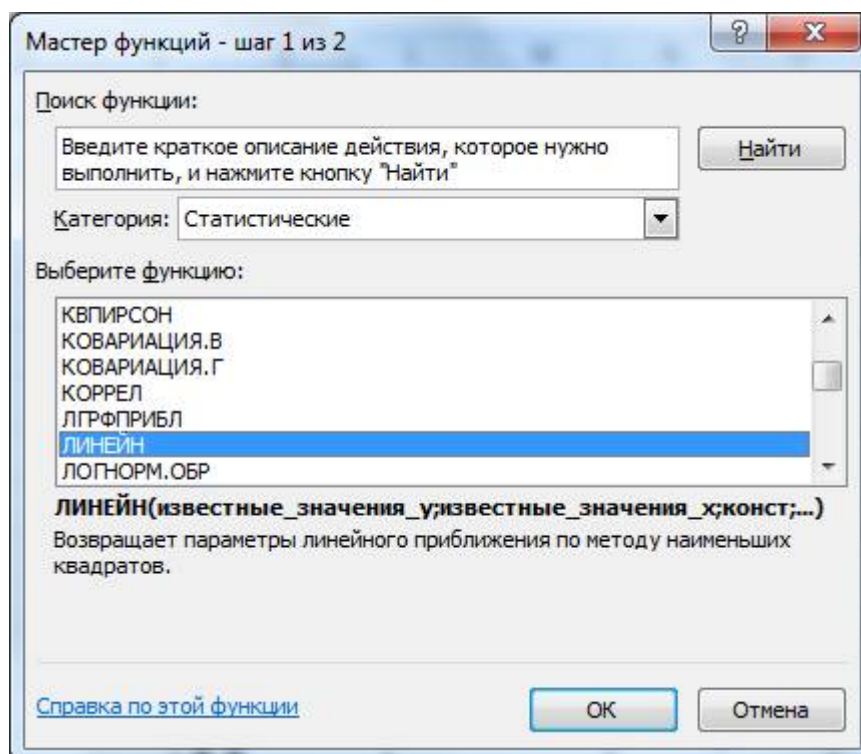 Мастер функций - шаг 1 из 2
Поиск функции:
Введите краткое описание действия, которое нужно
выполнить, и нажмите кнопку "Найти"
Найти
Категория: Статистические
Выберите функцию:
КВПИРСОН
КОВАРИАЦИЯ.В
КОВАРИАЦИЯ.Г
КОРРЕЛ
ЛГРФПРИБЛ
ЛИНЕЙН
ЛОГНОРМ.ОБР
ЛИНЕЙН(известные_значения_y;известные_значения_x;конст;...)
Возвращает параметры линейного приближения по методу наименьших
квадратов.
Справка по этой функции
ОК
Отмена